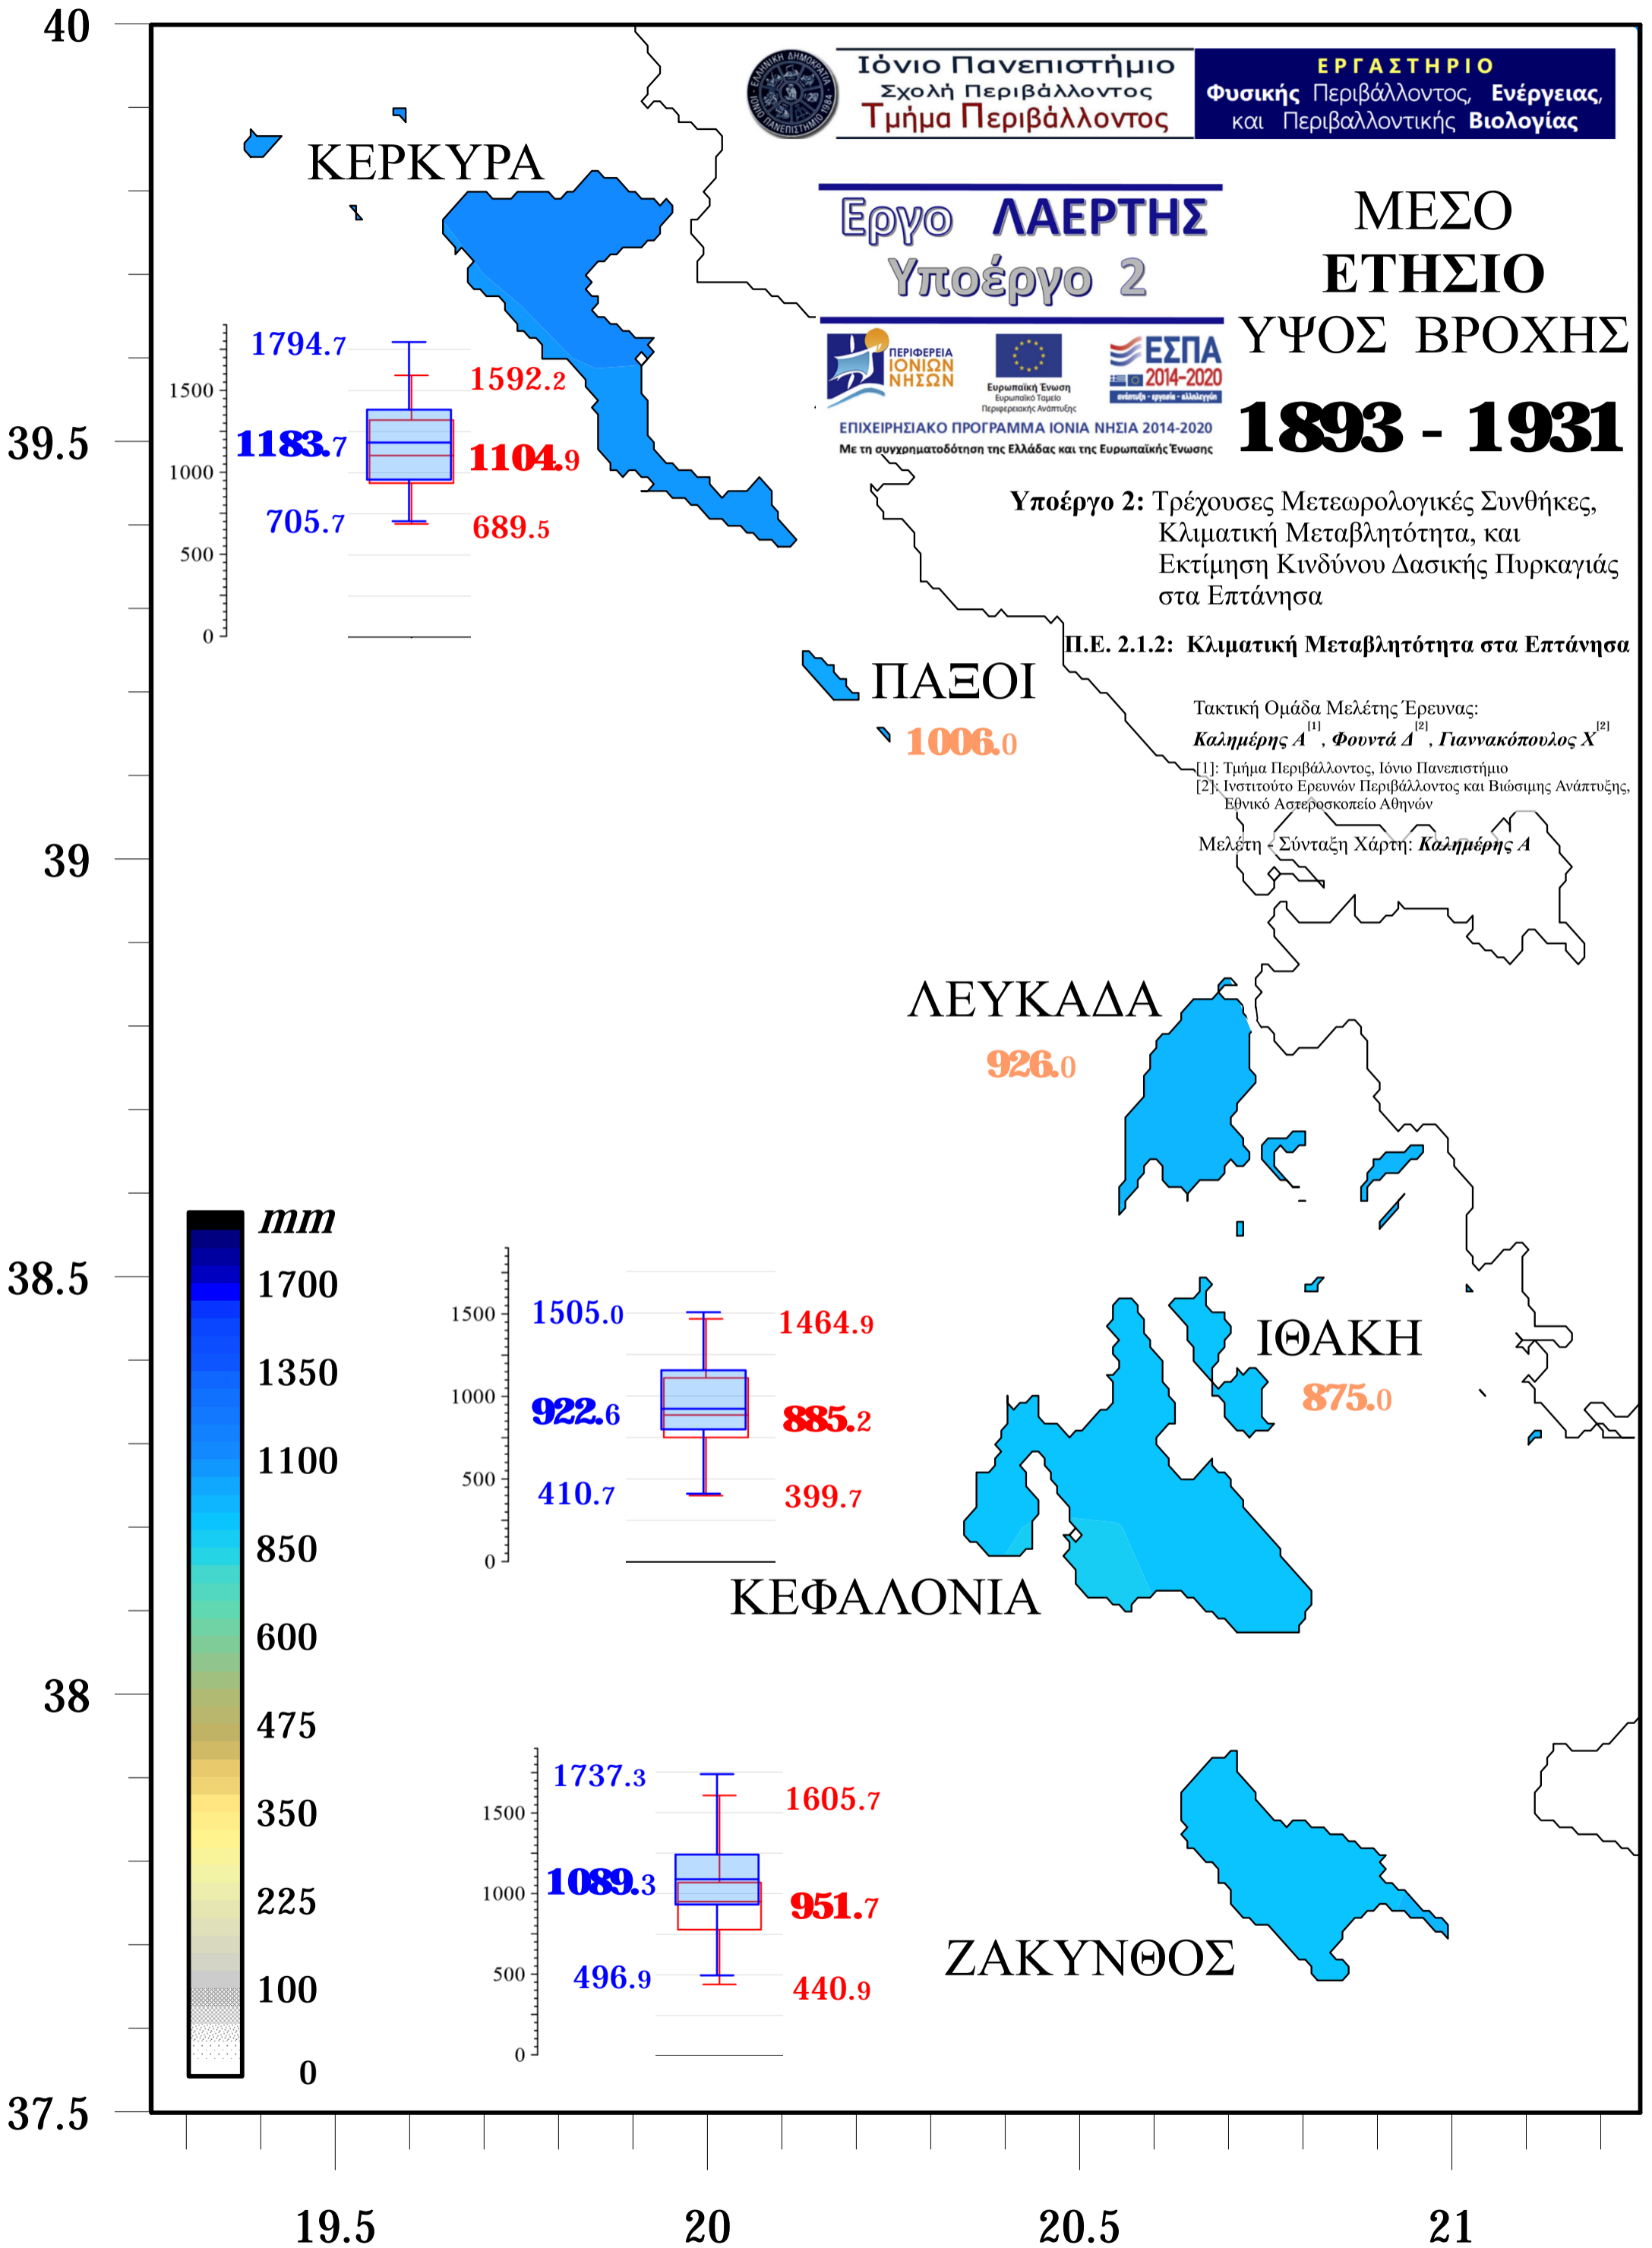 Ιόνιο Πανεπιστήμιο
Σχολή Περιβάλλοντος
Τμήμα Περιβάλλοντος
ΕΡΓΑΣΤΗΡΙΟ
Φυσικής Περιβάλλοντος, Ενέργειας,
και Περιβαλλοντικής Βιολογίας
Εργο ΛΑΕΡΤΗΣ
Υποέργο 2
ΜΕΣΟ
ΕΤΗΣΙΟ
ΥΨΟΣ ΒΡΟΧΗΣ
1893 - 1931
ΠΕΡΙΦΕΡΕΙΑ
ΙΟΝΙΩΝ
ΝΗΣΩΝ
Ευρωπαϊκή Ένωση
Ευρωπαϊκό Ταμείο
Περιφερειακής Ανάπτυξης
ΕΣΠΑ
2014-2020
ανάπτυξη - εργασία - αλληλεγγύη
ΕΠΙΧΕΙΡΗΣΙΑΚΟ ΠΡΟΓΡΑΜΜΑ ΙΟΝΙΑ ΝΗΣΙΑ 2014-2020
Με τη συγχρηματοδότηση της Ελλάδας και της Ευρωπαϊκής Ένωσης
Υποέργο 2: Τρέχουσες Μετεωρολογικές Συνθήκες,
Κλιματική Μεταβλητότητα, και
Εκτίμηση Κινδύνου Δασικής Πυρκαγιάς
στα Επτάνησα
Π.Ε. 2.1.2: Κλιματική Μεταβλητότητα στα Επτάνησα
Τακτική Ομάδα Μελέτης Έρευνας:
Καλημέρης Α[1], Φουντά Δ[2], Γιαννακόπουλος Χ[2]
[1]: Τμήμα Περιβάλλοντος, Ιόνιο Πανεπιστήμιο
[2]: Ινστιτούτο Ερευνών Περιβάλλοντος και Βιώσιμης Ανάπτυξης,
Εθνικό Αστεροσκοπείο Αθηνών
Μελέτη - Σύνταξη Χάρτη: Καλημέρης Α
ΚΕΡΚΥΡΑ
1794.7
1592.2
1183.7
1104.9
705.7
689.5
1500
1000
500
0
ΠΑΞΟΙ
1006.0
ΛΕΥΚΑΔΑ
926.0
ΙΘΑΚΗ
875.0
1505.0
1464.9
922.6
885.2
410.7
399.7
1500
1000
500
0
ΚΕΦΑΛΟΝΙΑ
1737.3
1605.7
1089.3
951.7
496.9
440.9
1500
1000
500
0
ΖΑΚΥΝΘΟΣ
mm
1700
1350
1100
850
600
475
350
225
100
0
40
39.5
39
38.5
38
37.5
19.5
20
20.5
21